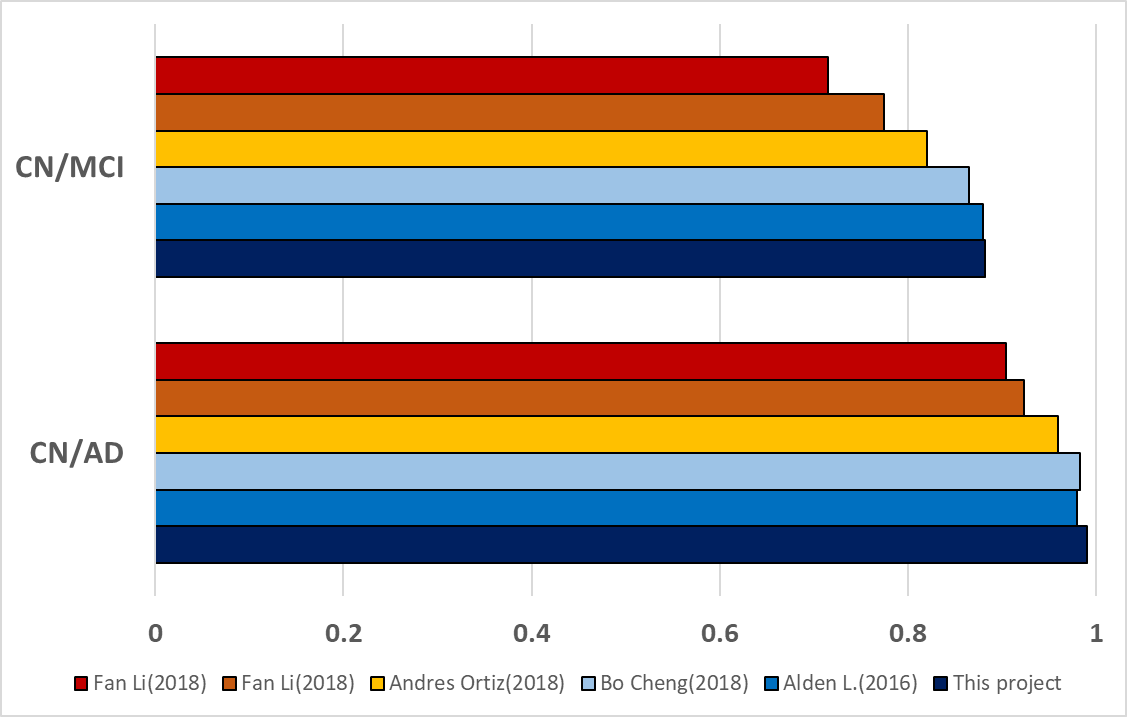 CN/MCI
CN/AD
0 0.2 0.4 0.6 0.8 1
Fan Li(2018) Fan Li(2018) Andres Ortiz(2018) Bo Cheng(2018) Alden L.(2016) This project